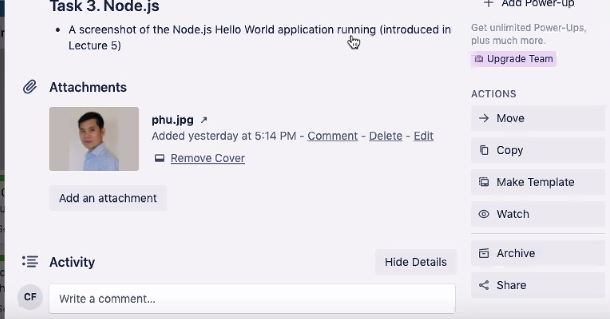 Task 3. Node.js
• A screenshot of the Node.js Hello World application running (introduced in
Lecture 5)
Attachments
phu.jpg ↗
Added yesterday at 5:14 PM - Comment - Delete - Edit
Remove Cover
Add an attachment
Activity
Hide Details
CF
Write a comment...
+ Add Power-up
Get unlimited Power-Ups,
plus much more.
Upgrade Team
ACTIONS
Move
Copy
Make Template
Watch
Archive
Share